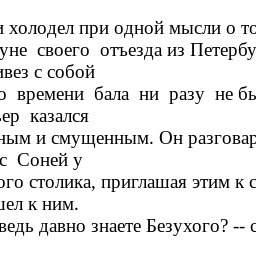 и холодел при одной мысли о то
уне своего отъезда из Петербу
ивез с собой
о времени бала ни разу не бы
ьер казался
ным и смущенным. Он разговар
с Соней у
ого столика, приглашая этим к с
шел к ним.
ведь давно знаете Безухого? -- с